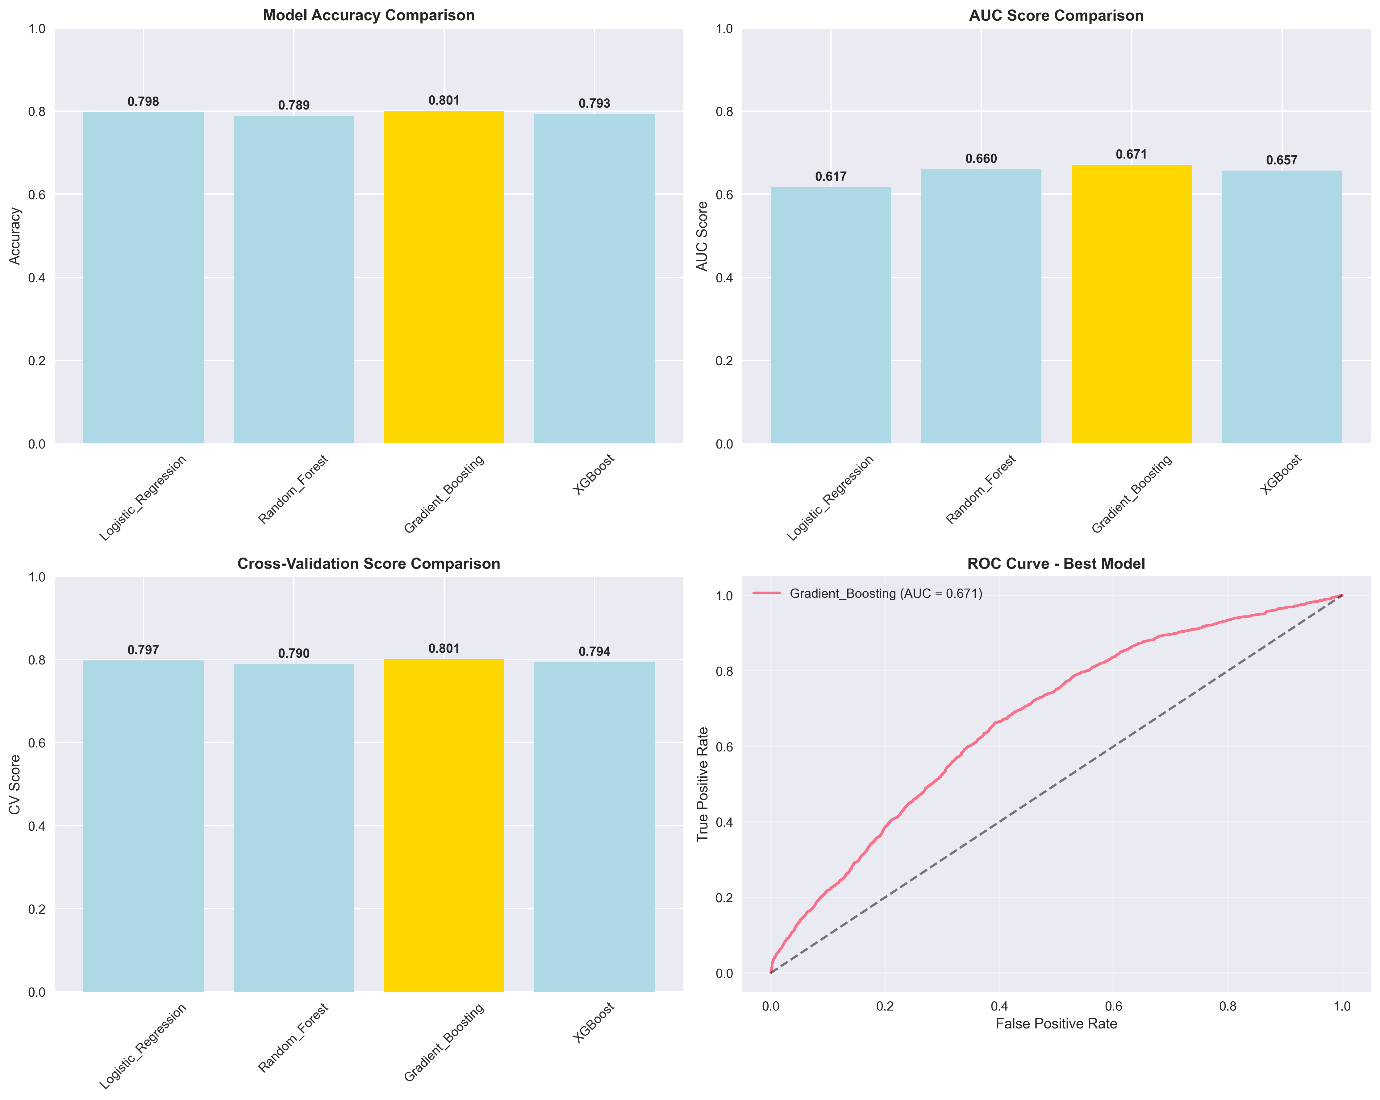 Model Accuracy Comparison
Accuracy
1.0
0.8
0.6
0.4
0.2
0.0
0.798
0.789
0.801
0.793
Logistic_Regression
Random_Forest
Gradient_Boosting
XGBoost
AUC Score Comparison
AUC Score
1.0
0.8
0.6
0.4
0.2
0.0
0.617
0.660
0.671
0.657
Logistic_Regression
Random_Forest
Gradient_Boosting
XGBoost
Cross-Validation Score Comparison
CV Score
1.0
0.8
0.6
0.4
0.2
0.0
0.797
0.790
0.801
0.794
Logistic_Regression
Random_Forest
Gradient_Boosting
XGBoost
ROC Curve - Best Model
Gradient_Boosting (AUC = 0.671)
True Positive Rate
1.0
0.8
0.6
0.4
0.2
0.0
0.0
0.2
0.4
0.6
0.8
1.0
False Positive Rate